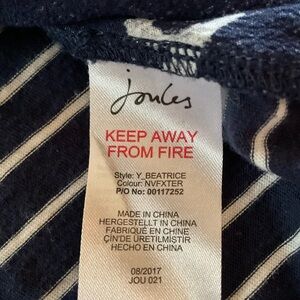 Joules
KEEP AWAY
FROM FIRE
Style: Y_BEATRICE
Colour: NVFXTER
P/O No: 00117252
MADE IN CHINA
HERGESTELLT IN CHINA
FABRIQUÉ EN CHINE
ÇIN'DE ÜRETILMIŞTIR
HECHO EN CHINA
08/2017
JOU 021